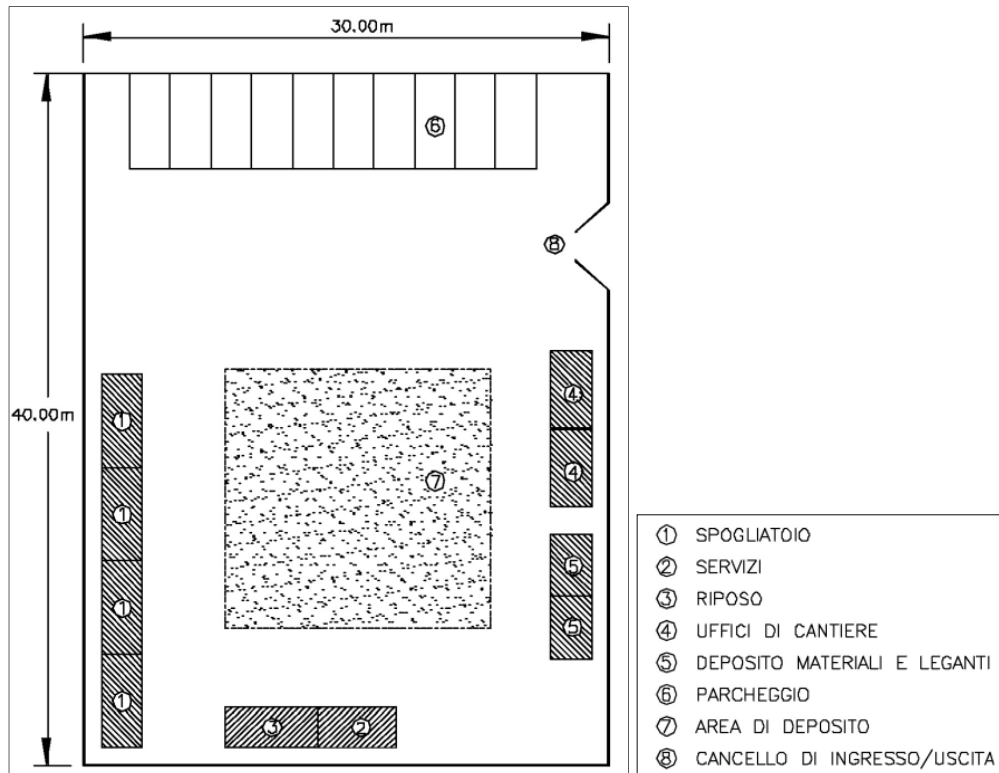 30.00m
6
8
40.00m
1
4
1
4
7
5
1
5
1
3
2
1 SPOGLIATOIO
2 SERVIZI
3 RIPOSO
4 UFFICI DI CANTIERE
5 DEPOSITO MATERIALI E LEGANTI
6 PARCHEGGIO
7 AREA DI DEPOSITO
8 CANCELLO DI INGRESSO/USCITA